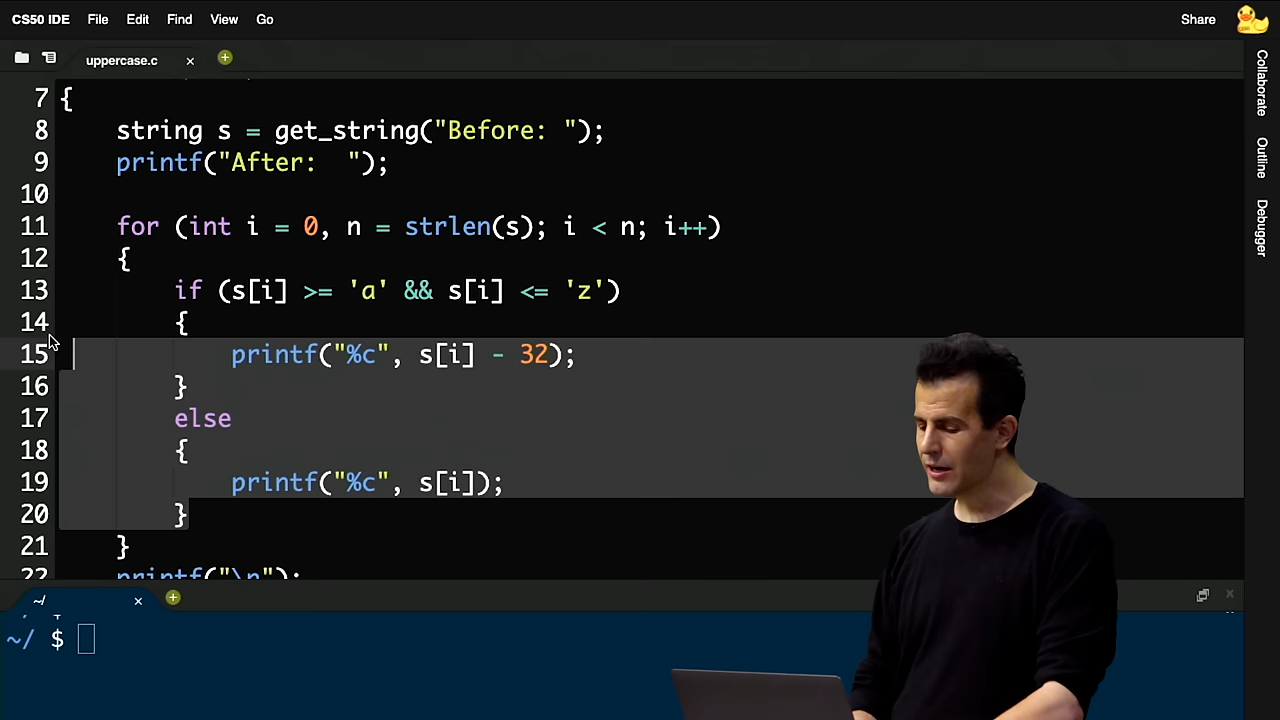 CS50 IDE File Edit View Find Go Share
uppercase.c ×
7 {
8 string s = get_string("Before: ");
9 printf("After:  ");
10
11 for (int i = 0, n = strlen(s); i < n; i++)
12 {
13 if (s[i] >= 'a' && s[i] <= 'z')
14 {
15 printf("%c", s[i] - 32);
16 }
17 else
18 {
19 printf("%c", s[i]);
20 }
21 }
22 printf("\n");
~/ ×
~/ $
Collaborate
Outline
Debugger